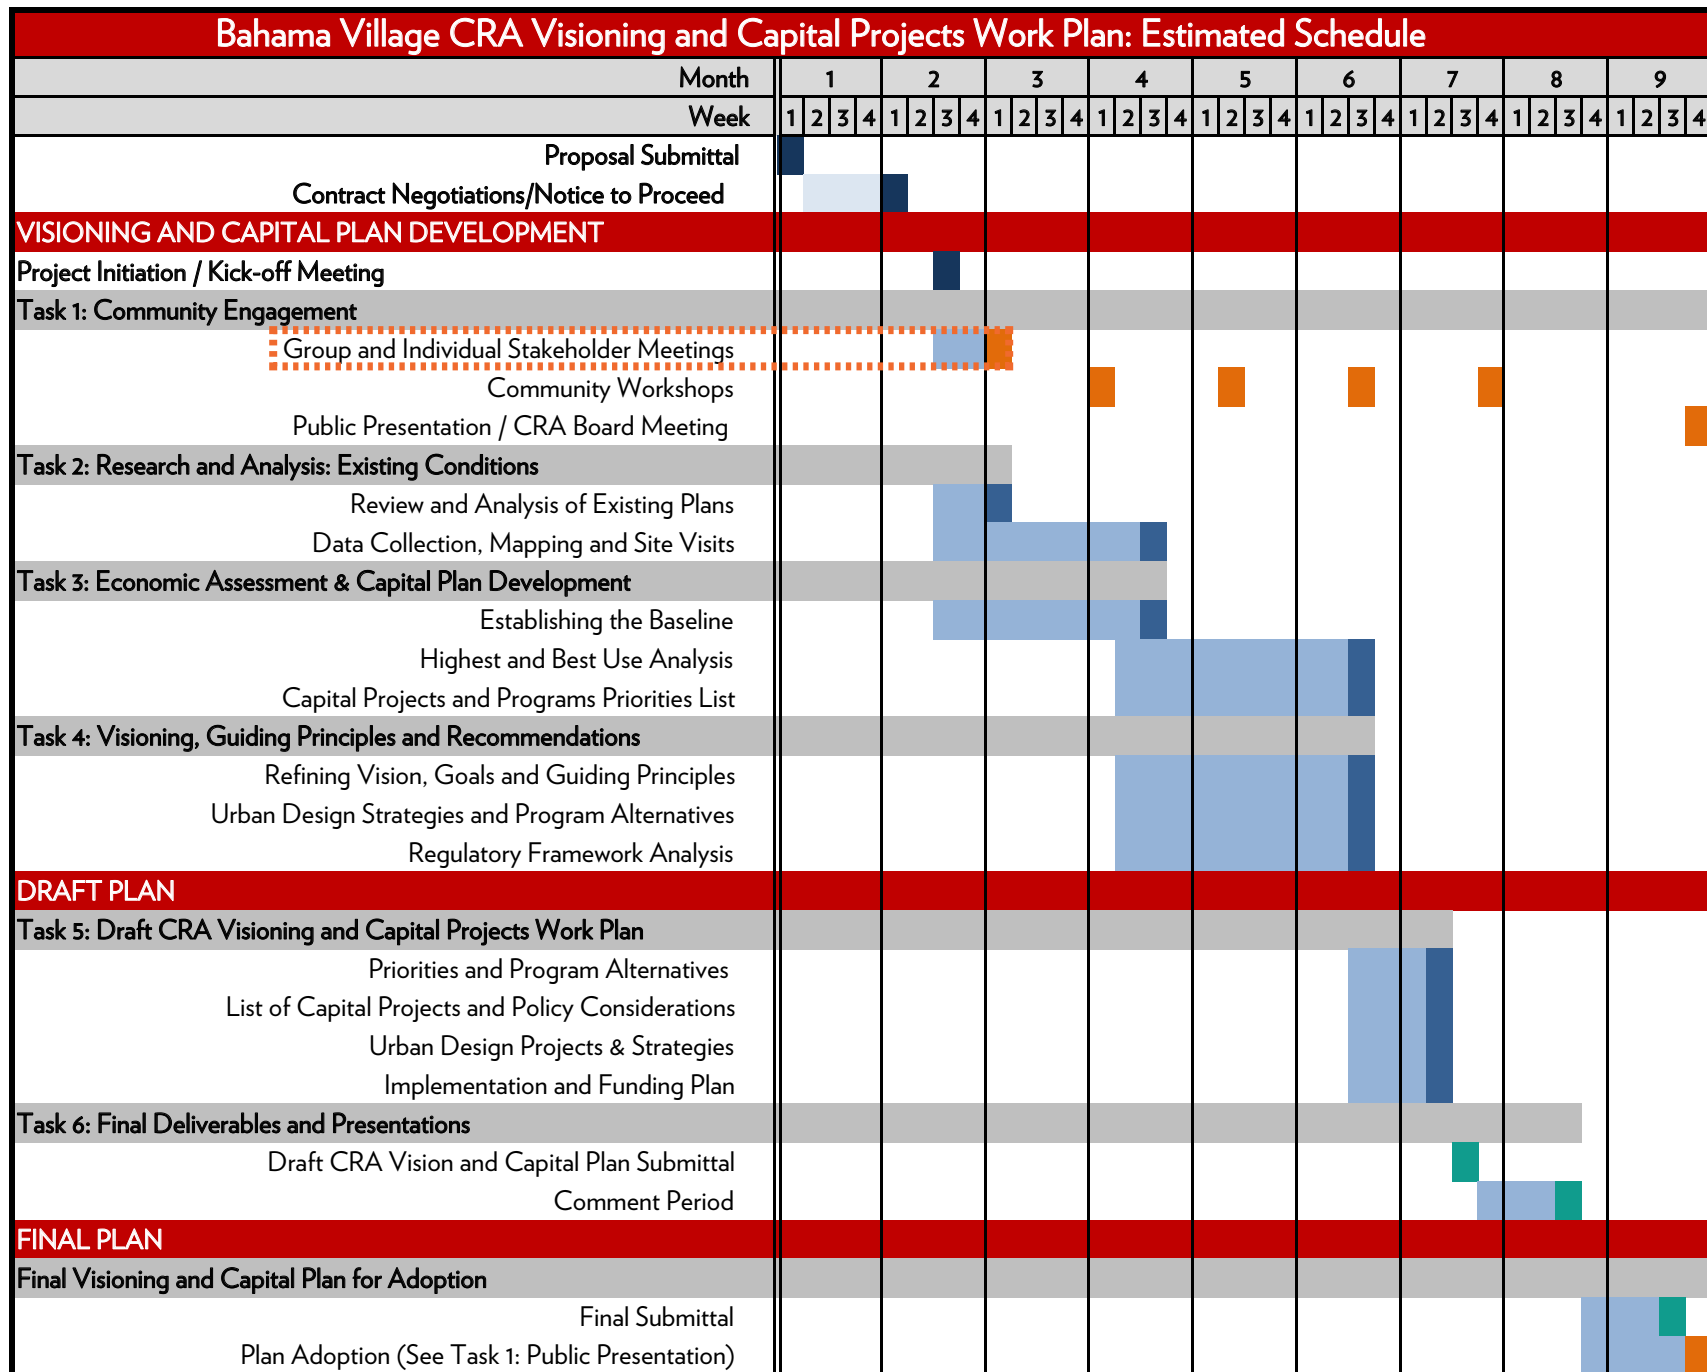 Bahama Village CRA Visioning and Capital Projects Work Plan: Estimated Schedule
Month 1 2 3 4 5 6 7 8 9
Week 1 2 3 4 1 2 3 4 1 2 3 4 1 2 3 4 1 2 3 4 1 2 3 4 1 2 3 4 1 2 3 4 1 2 3 4
Proposal Submittal
Contract Negotiations/Notice to Proceed
VISIONING AND CAPITAL PLAN DEVELOPMENT
Project Initiation / Kick-off Meeting
Task 1: Community Engagement
Group and Individual Stakeholder Meetings
Community Workshops
Public Presentation / CRA Board Meeting
Task 2: Research and Analysis: Existing Conditions
Review and Analysis of Existing Plans
Data Collection, Mapping and Site Visits
Task 3: Economic Assessment & Capital Plan Development
Establishing the Baseline
Highest and Best Use Analysis
Capital Projects and Programs Priorities List
Task 4: Visioning, Guiding Principles and Recommendations
Refining Vision, Goals and Guiding Principles
Urban Design Strategies and Program Alternatives
Regulatory Framework Analysis
DRAFT PLAN
Task 5: Draft CRA Visioning and Capital Projects Work Plan
Priorities and Program Alternatives
List of Capital Projects and Policy Considerations
Urban Design Projects & Strategies
Implementation and Funding Plan
Task 6: Final Deliverables and Presentations
Draft CRA Vision and Capital Plan Submittal
Comment Period
FINAL PLAN
Final Visioning and Capital Plan for Adoption
Final Submittal
Plan Adoption (See Task 1: Public Presentation)